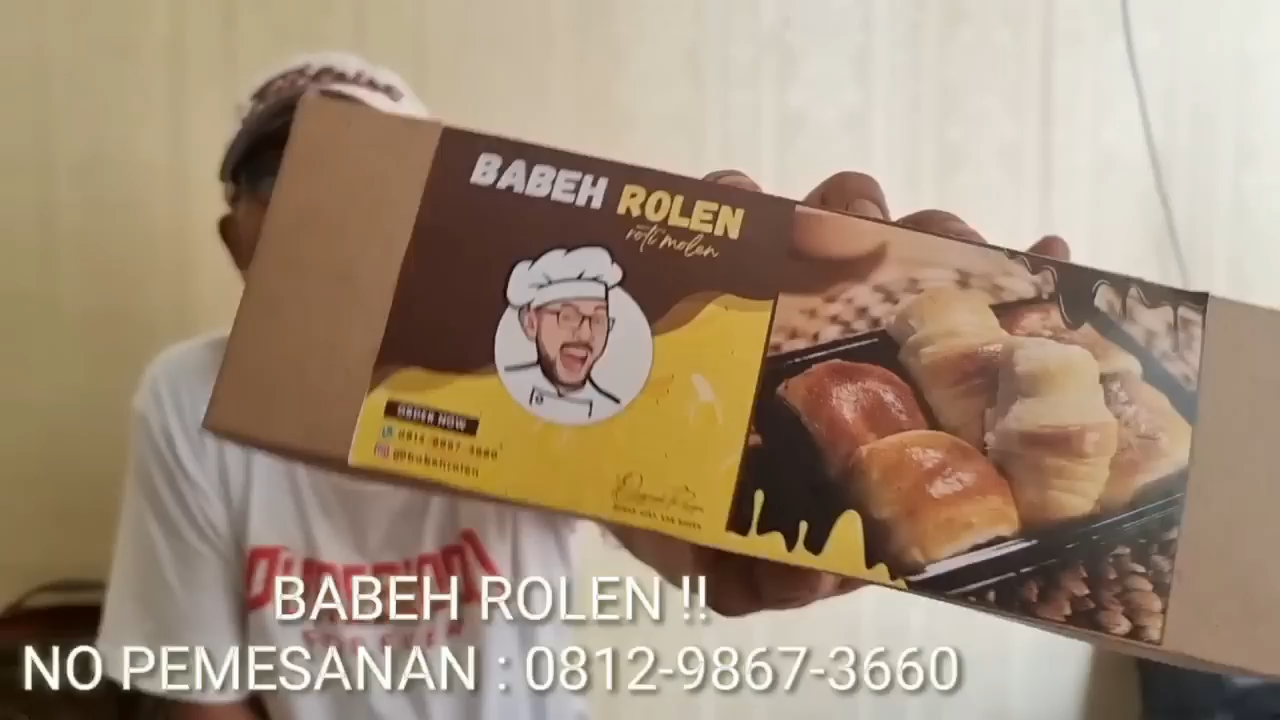 BABEH ROLEN
roti molen
ORDER NOW
0812-9867-3660
@babehrolen
BABEH ROLEN !!
NO PEMESANAN : 0812-9867-3660